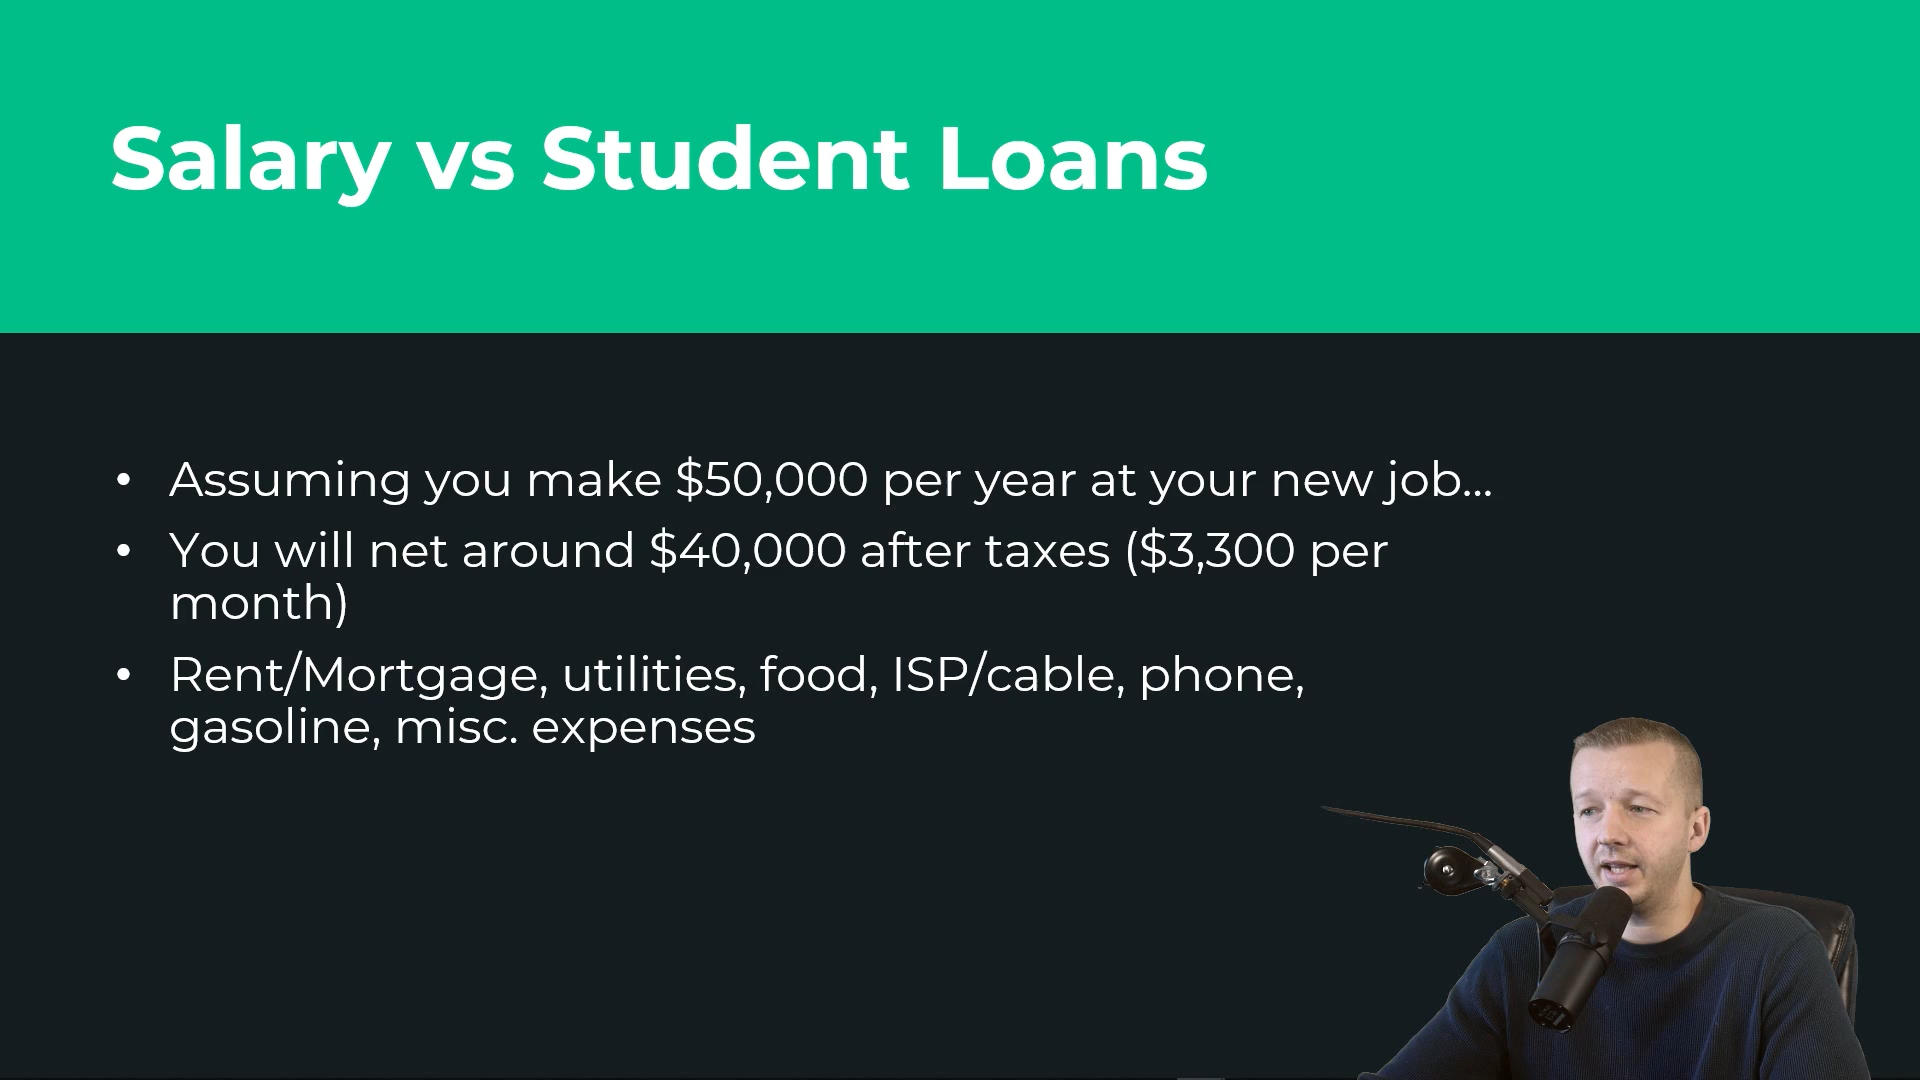 Salary vs Student Loans
• Assuming you make $50,000 per year at your new job...
• You will net around $40,000 after taxes ($3,300 per
month)
• Rent/Mortgage, utilities, food, ISP/cable, phone,
gasoline, misc. expenses